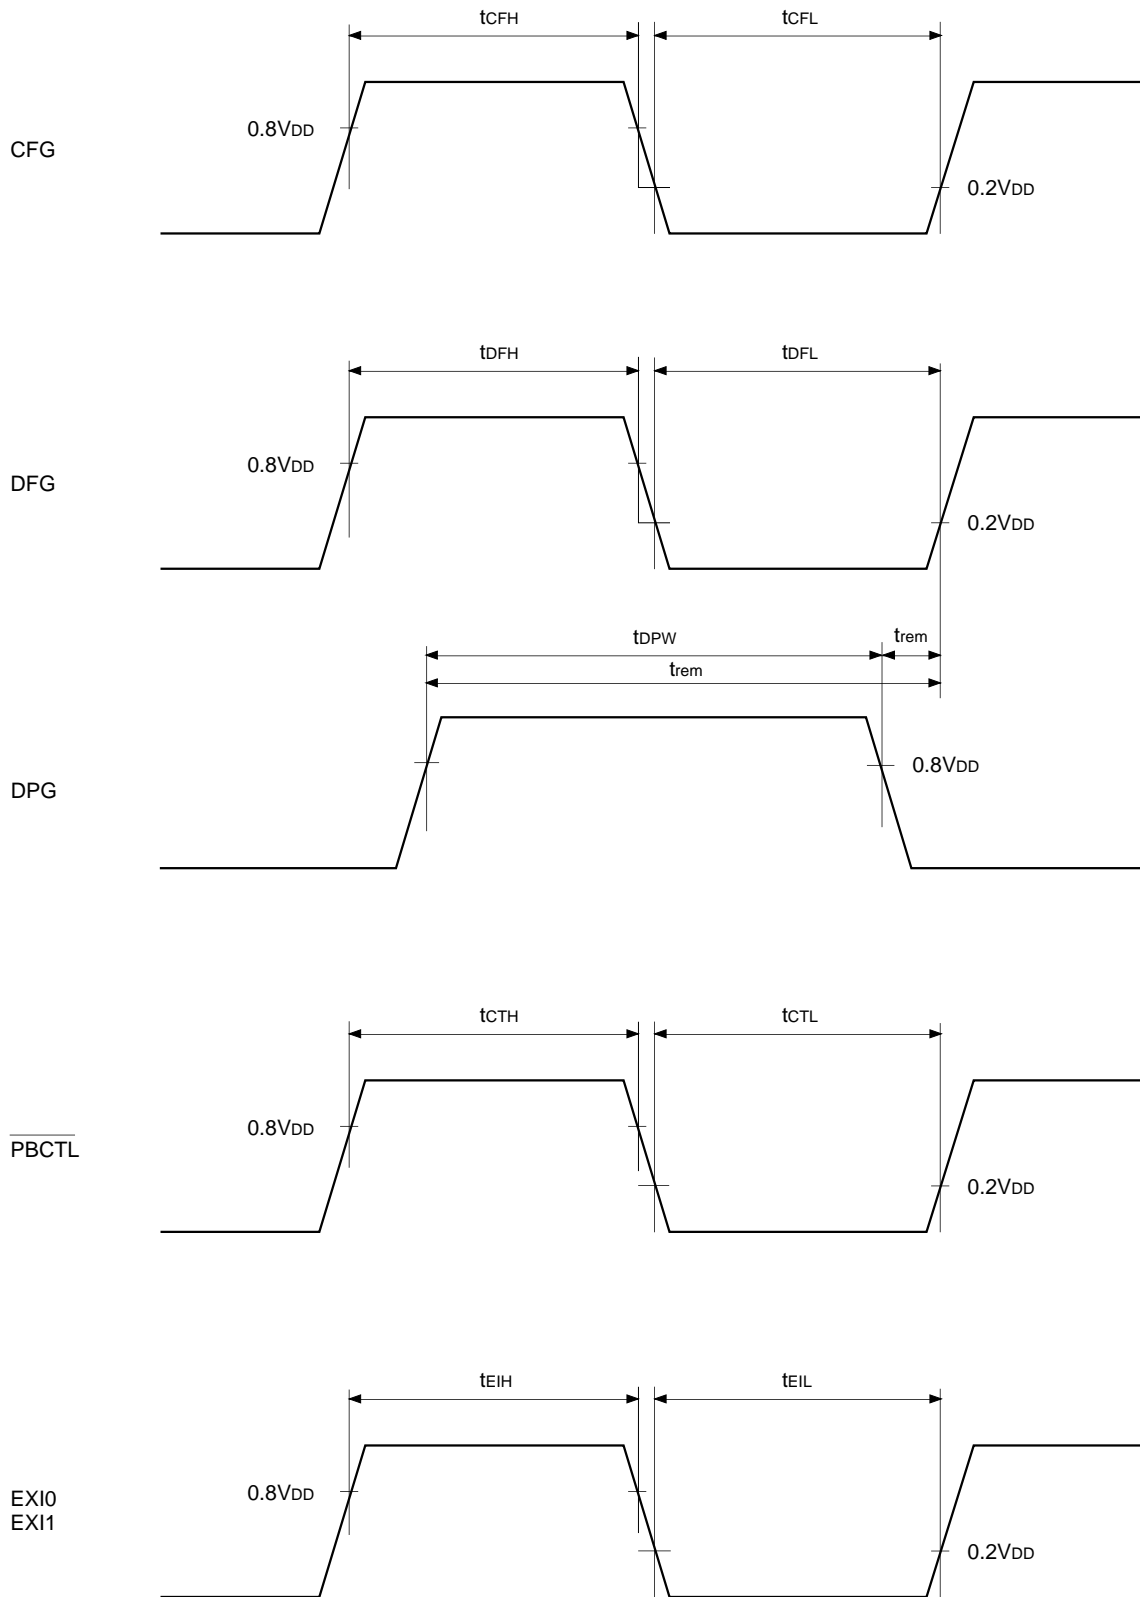 tCFH
tCFL
0.8VDD
CFG
0.2VDD
tDFH
tDFL
0.8VDD
DFG
0.2VDD
tDPW
trem
trem
0.8VDD
DPG
tCTH
tCTL
0.8VDD
PBCTL
0.2VDD
tEIH
tEIL
0.8VDD
EXI0
EXI1
0.2VDD